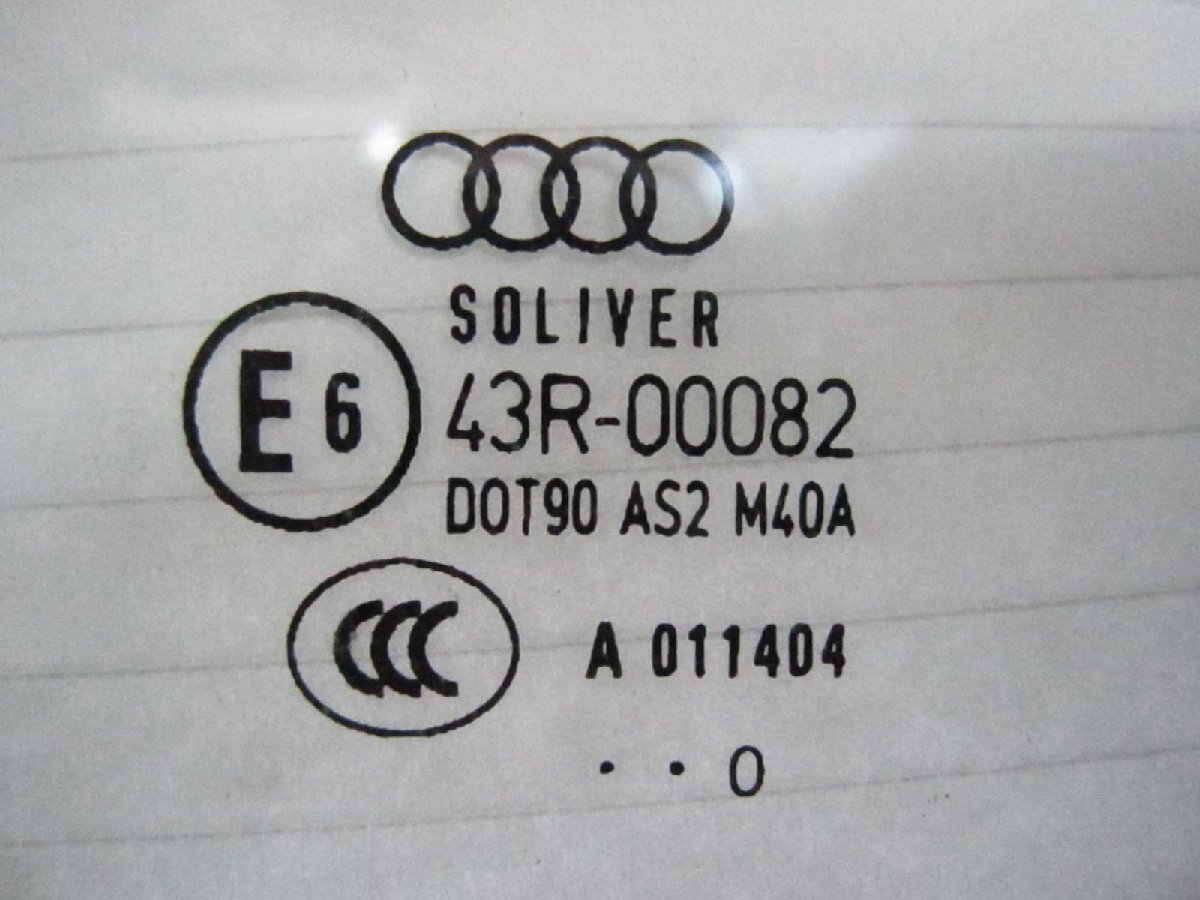 SOLIVER
E 6
43R-00082
DOT90 AS2 M40A
CCC
A 011404
· · 0